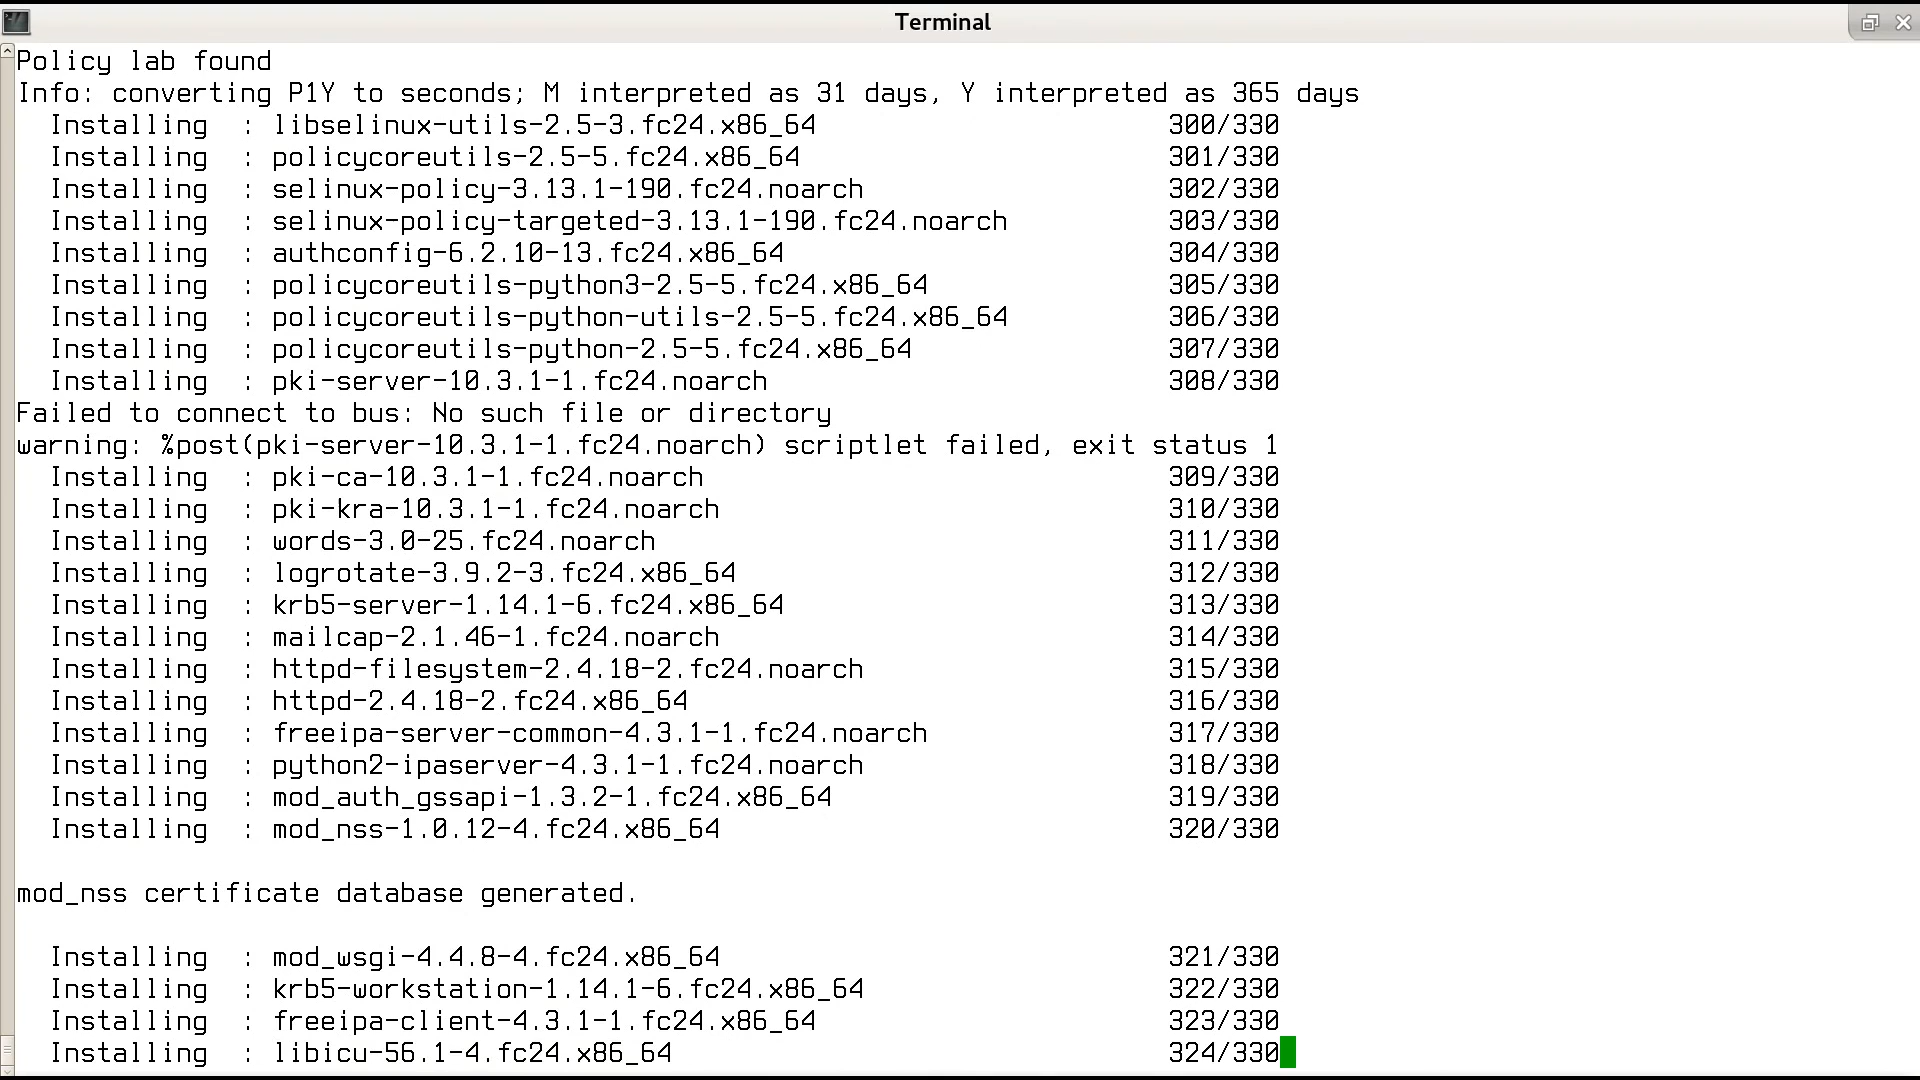 Terminal
Policy lab found
Info: converting P1Y to seconds; M interpreted as 31 days, Y interpreted as 365 days
Installing : libselinux-utils-2.5-3.fc24.x86_64 300/330
Installing : policycoreutils-2.5-5.fc24.x86_64 301/330
Installing : selinux-policy-3.13.1-190.fc24.noarch 302/330
Installing : selinux-policy-targeted-3.13.1-190.fc24.noarch 303/330
Installing : authconfig-6.2.10-13.fc24.x86_64 304/330
Installing : policycoreutils-python3-2.5-5.fc24.x86_64 305/330
Installing : policycoreutils-python-utils-2.5-5.fc24.x86_64 306/330
Installing : policycoreutils-python-2.5-5.fc24.x86_64 307/330
Installing : pki-server-10.3.1-1.fc24.noarch 308/330
Failed to connect to bus: No such file or directory
warning: %post(pki-server-10.3.1-1.fc24.noarch) scriptlet failed, exit status 1
Installing : pki-ca-10.3.1-1.fc24.noarch 309/330
Installing : pki-kra-10.3.1-1.fc24.noarch 310/330
Installing : words-3.0-25.fc24.noarch 311/330
Installing : logrotate-3.9.2-3.fc24.x86_64 312/330
Installing : krb5-server-1.14.1-6.fc24.x86_64 313/330
Installing : mailcap-2.1.46-1.fc24.noarch 314/330
Installing : httpd-filesystem-2.4.18-2.fc24.noarch 315/330
Installing : httpd-2.4.18-2.fc24.x86_64 316/330
Installing : freeipa-server-common-4.3.1-1.fc24.noarch 317/330
Installing : python2-ipaserver-4.3.1-1.fc24.noarch 318/330
Installing : mod_auth_gssapi-1.3.2-1.fc24.x86_64 319/330
Installing : mod_nss-1.0.12-4.fc24.x86_64 320/330
mod_nss certificate database generated.
Installing : mod_wsgi-4.4.8-4.fc24.x86_64 321/330
Installing : krb5-workstation-1.14.1-6.fc24.x86_64 322/330
Installing : freeipa-client-4.3.1-1.fc24.x86_64 323/330
Installing : libicu-56.1-4.fc24.x86_64 324/330